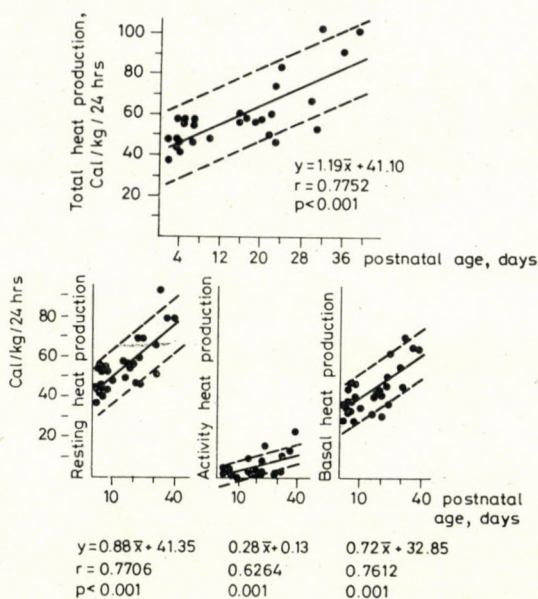 Total heat production,
Cal/kg/24 hrs
100
80
60
40
20
y=1.19x̄+41.10
r=0.7752
p<0.001
4 12 20 28 36 postnatal age, days
Cal/kg/24 hrs
80
60
40
20
Resting heat production
Activity heat production
Basal heat production
10 40 10 40 10 40 postnatal
age, days
y=0.88x̄+41.35 0.28x̄+0.13 0.72x̄+32.85
r=0.7706 0.6264 0.7612
p<0.001 0.001 0.001